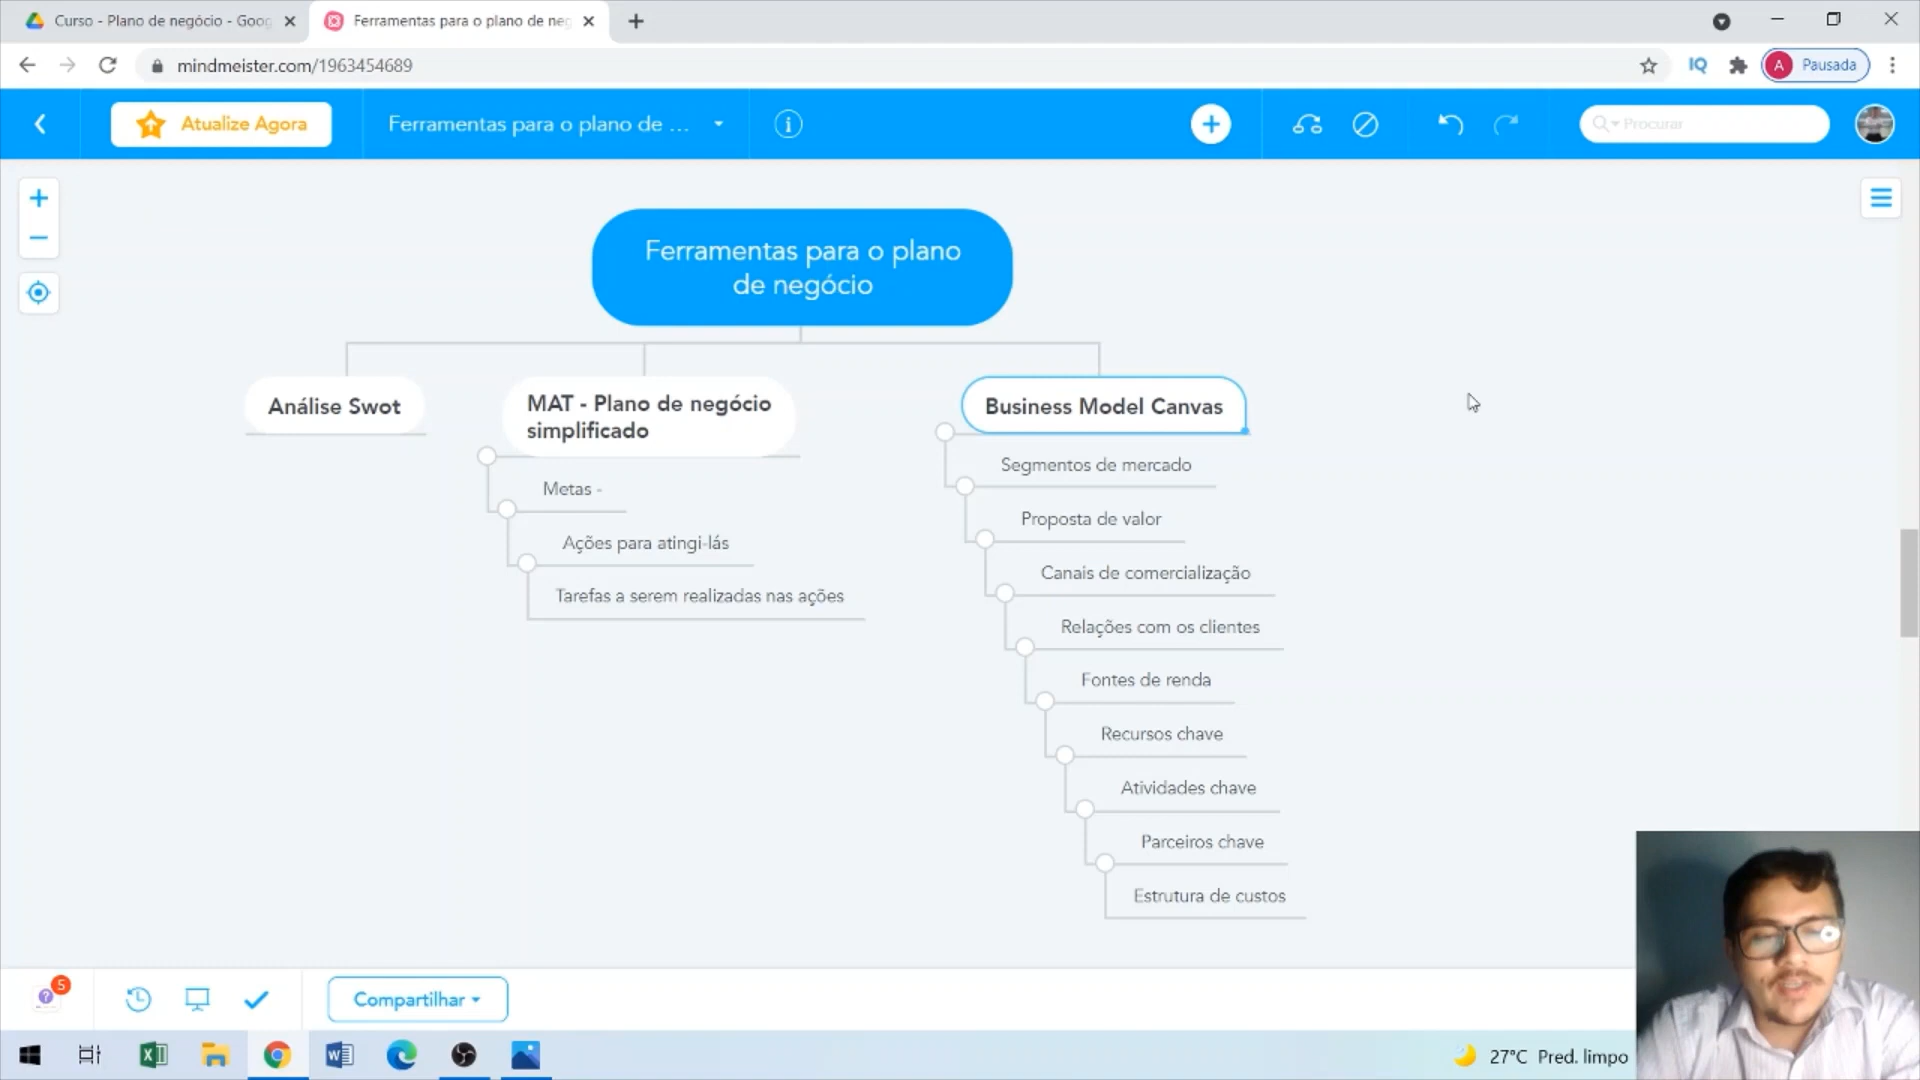 Curso - Plano de negócio - Goog
Ferramentas para o plano de neg
mindmeister.com/1963454689
IQ
A
Pausada
Atualize Agora
Ferramentas para o plano de ...
Procurar
Ferramentas para o plano
de negócio
Análise Swot
MAT - Plano de negócio
simplificado
Metas -
Ações para atingi-lás
Tarefas a serem realizadas nas ações
Business Model Canvas
Segmentos de mercado
Proposta de valor
Canais de comercialização
Relações com os clientes
Fontes de renda
Recursos chave
Atividades chave
Parceiros chave
Estrutura de custos
5
Compartilhar
27°C Pred. limpo